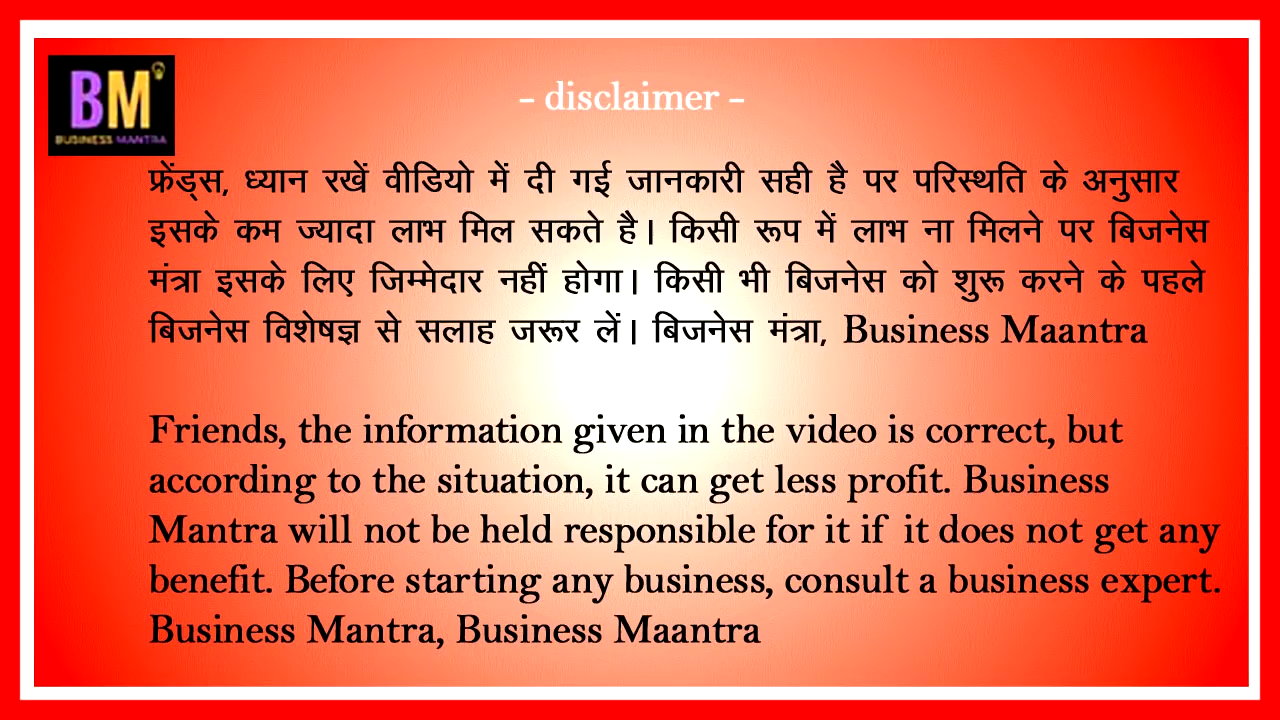 BM
BUSINESS MANTRA
- disclaimer -
फ्रेंड्स, ध्यान रखें वीडियो में दी गई जानकारी सही है पर परिस्थति के अनुसार
इसके कम ज्यादा लाभ मिल सकते है। किसी रूप में लाभ ना मिलने पर बिजनेस
मंत्रा इसके लिए जिम्मेदार नहीं होगा। किसी भी बिजनेस को शुरू करने के पहले
बिजनेस विशेषज्ञ से सलाह जरूर लें। बिजनेस मंत्रा, Business Maantra
Friends, the information given in the video is correct, but
according to the situation, it can get less profit. Business
Mantra will not be held responsible for it if it does not get any
benefit. Before starting any business, consult a business expert.
Business Mantra, Business Maantra